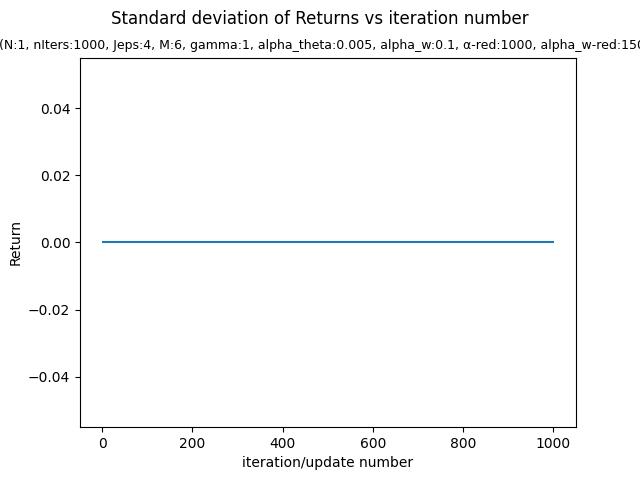 Standard deviation of Returns vs iteration number
(N:1, nIters:1000, Jeps:4, M:6, gamma:1, alpha_theta:0.005, alpha_w:0.1, α-red:1000, alpha_w-red:150
0.04
0.02
0.00
−0.02
−0.04
Return
0 200 400 600 800 1000
iteration/update number